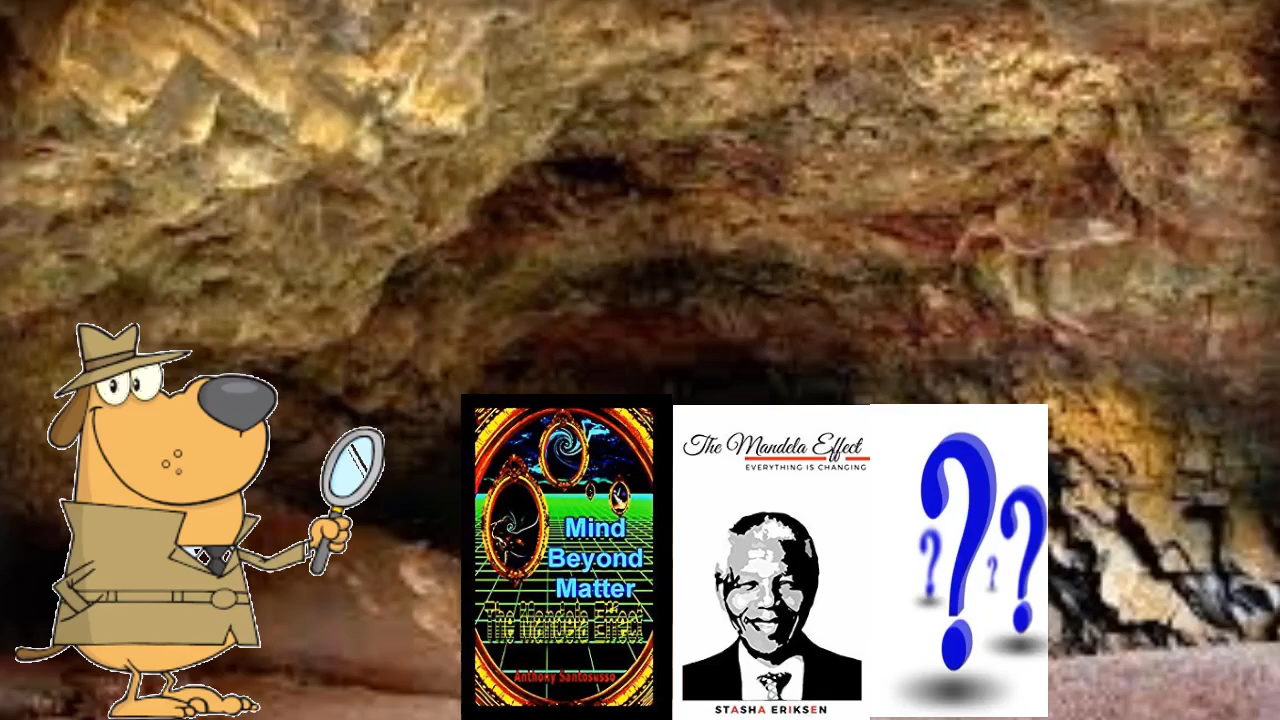 Mind
Beyond
Matter
The Mandela Effect
Anthony Santosusso
The Mandela Effect
EVERYTHING IS CHANGING
STASHA ERIKSEN
? ? ? ?